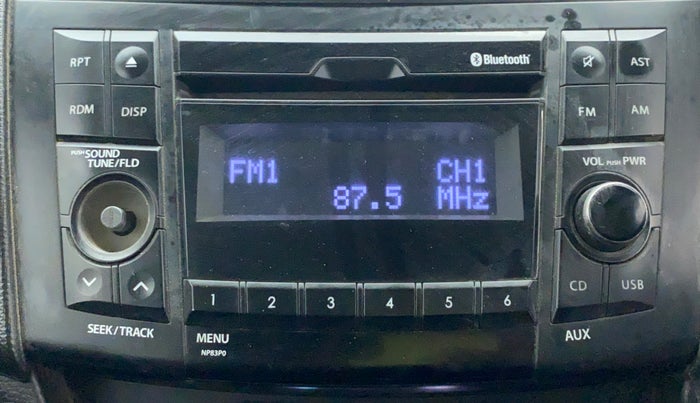 RPT
Bluetooth
AST
RDM
DISP
FM
AM
PUSH SOUND
TUNE/FLD
VOL PUSH PWR
FM1 CH1
87.5 MHz
CD
USB
1 2 3 4 5 6
SEEK/TRACK
MENU
AUX
NP83P0